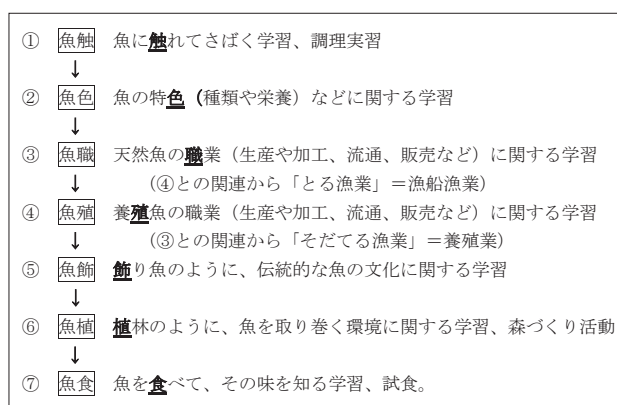 ① 魚触 魚に触れてさばく学習、調理実習
↓
② 魚色 魚の特色（種類や栄養）などに関する学習
↓
③ 魚職 天然魚の職業（生産や加工、流通、販売など）に関する学習
↓ （④との関連から「とる漁業」＝漁船漁業）
④ 魚殖 養殖魚の職業（生産や加工、流通、販売など）に関する学習
↓ （③との関連から「そだてる漁業」＝養殖業）
⑤ 魚飾 飾り魚のように、伝統的な魚の文化に関する学習
↓
⑥ 魚植 植林のように、魚を取り巻く環境に関する学習、森づくり活動
↓
⑦ 魚食 魚を食べて、その味を知る学習、試食。